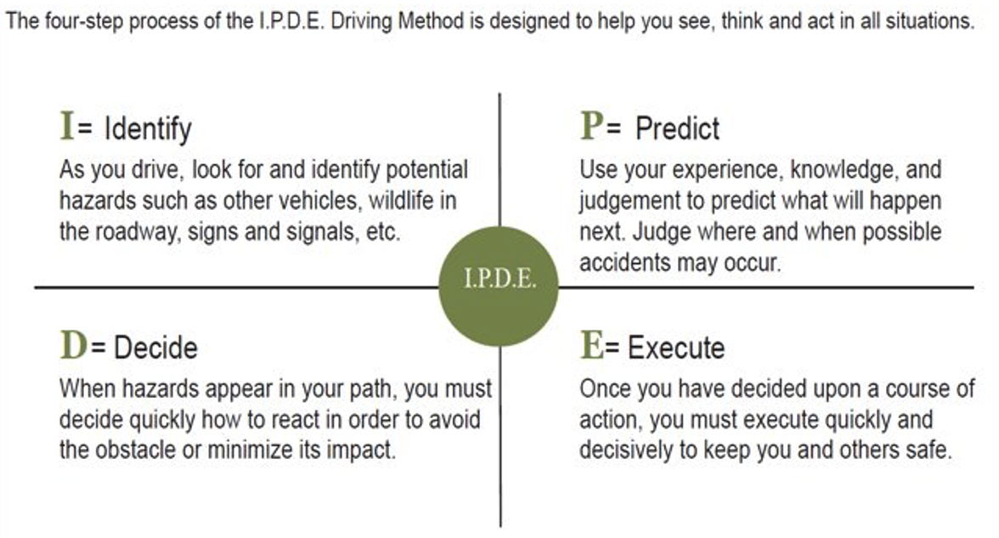 The four-step process of the I.P.D.E. Driving Method is designed to help you see, think and act in all situations.
I= Identify
As you drive, look for and identify potential
hazards such as other vehicles, wildlife in
the roadway, signs and signals, etc.
P= Predict
Use your experience, knowledge, and
judgement to predict what will happen
next. Judge where and when possible
accidents may occur.
I.P.D.E.
D= Decide
When hazards appear in your path, you must
decide quickly how to react in order to avoid
the obstacle or minimize its impact.
E= Execute
Once you have decided upon a course of
action, you must execute quickly and
decisively to keep you and others safe.